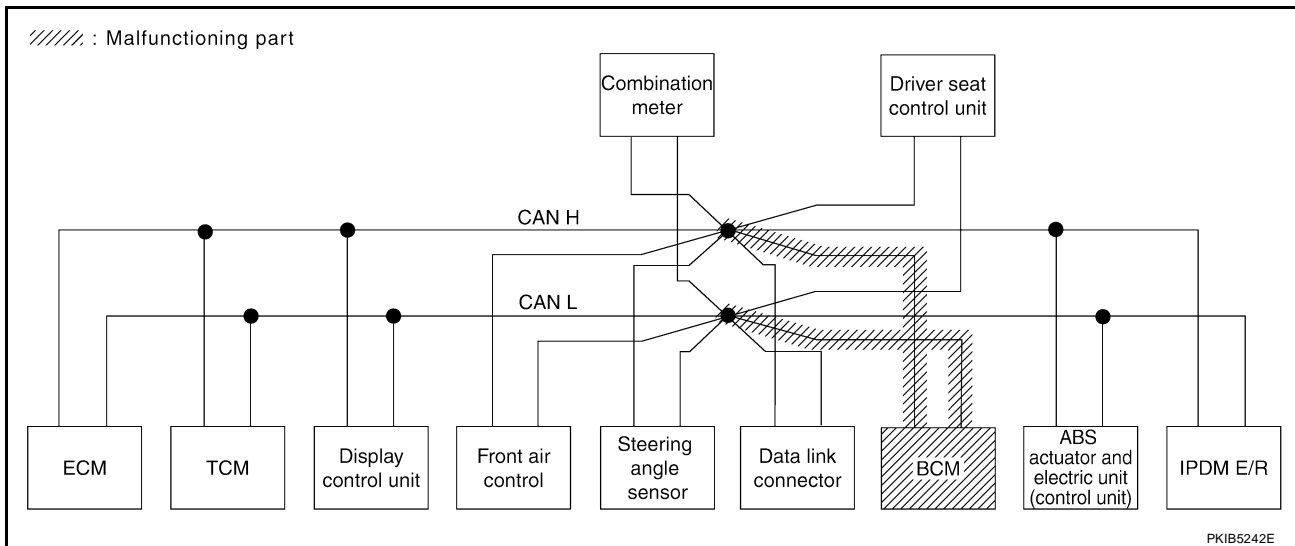 : Malfunctioning part
Combination
meter
Driver seat
control unit
CAN H
CAN L
ECM
TCM
Display
control unit
Front air
control
Steering
angle
sensor
Data link
connector
BCM
ABS
actuator and
electric unit
(control unit)
IPDM E/R
PKIB5242E